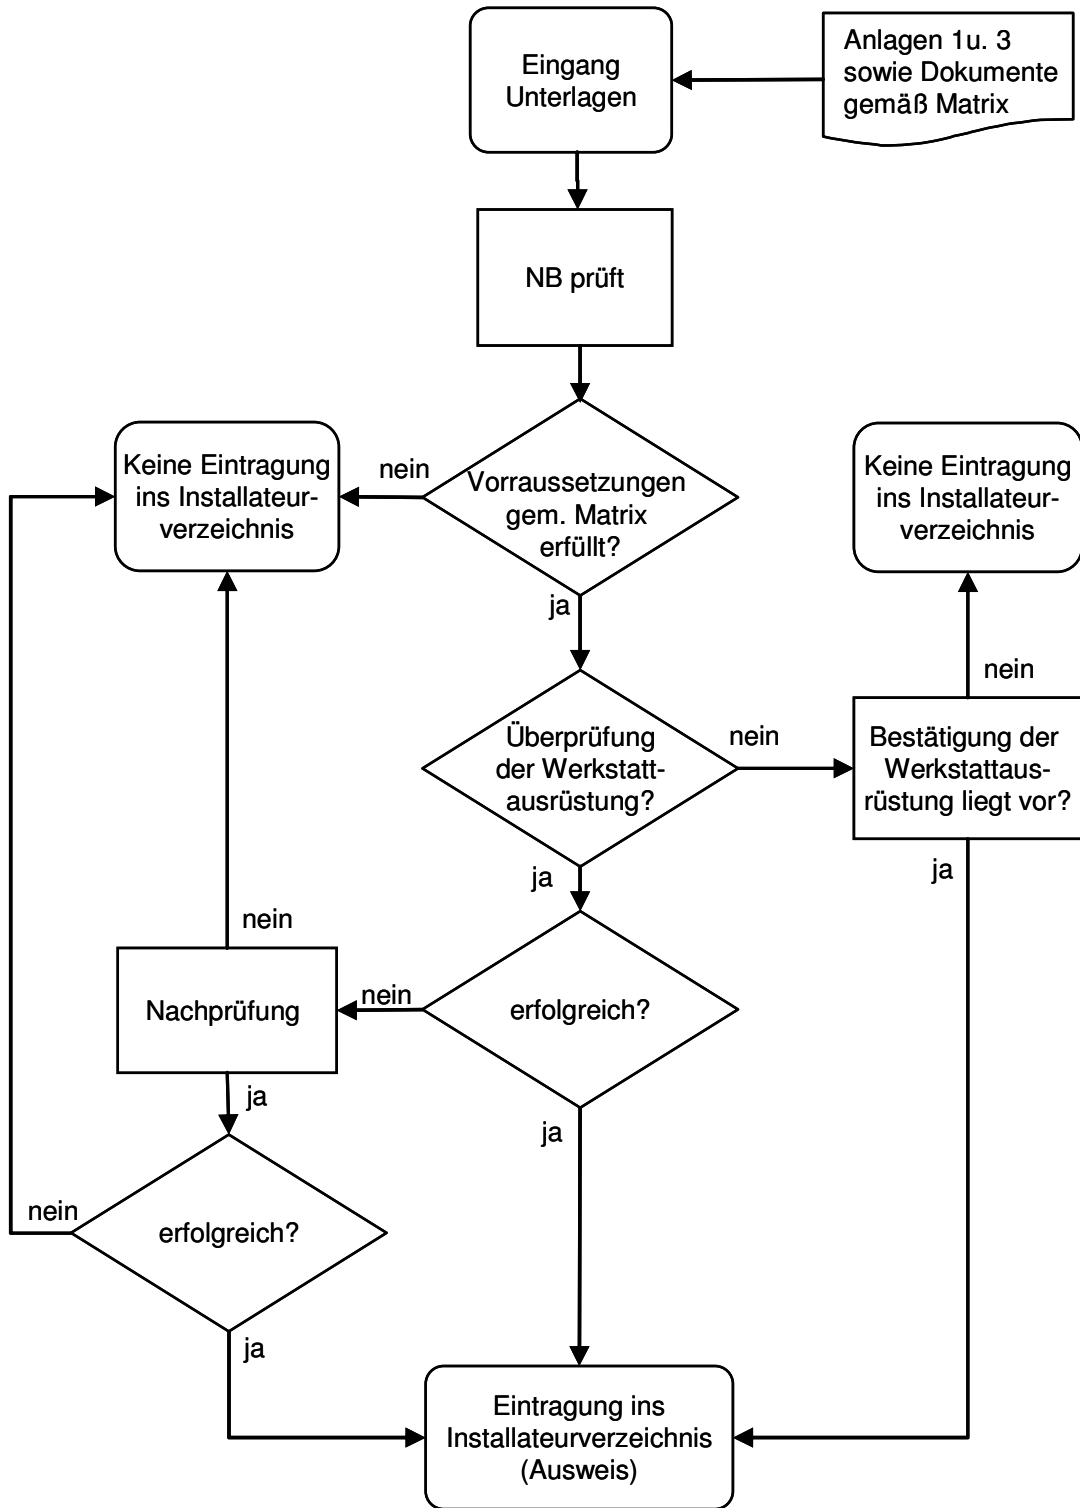 Eingang
Unterlagen
Anlagen 1u. 3
sowie Dokumente
gemäß Matrix
NB prüft
Keine Eintragung
ins Installateur-
verzeichnis
nein
Vorraussetzungen
gem. Matrix
erfüllt?
Keine Eintragung
ins Installateur-
verzeichnis
ja
nein
Überprüfung
der Werkstatt-
ausrüstung?
nein
Bestätigung der
Werkstattaus-
rüstung liegt vor?
ja
ja
nein
Nachprüfung
nein
erfolgreich?
ja
ja
nein
erfolgreich?
ja
Eintragung ins
Installateurverzeichnis
(Ausweis)